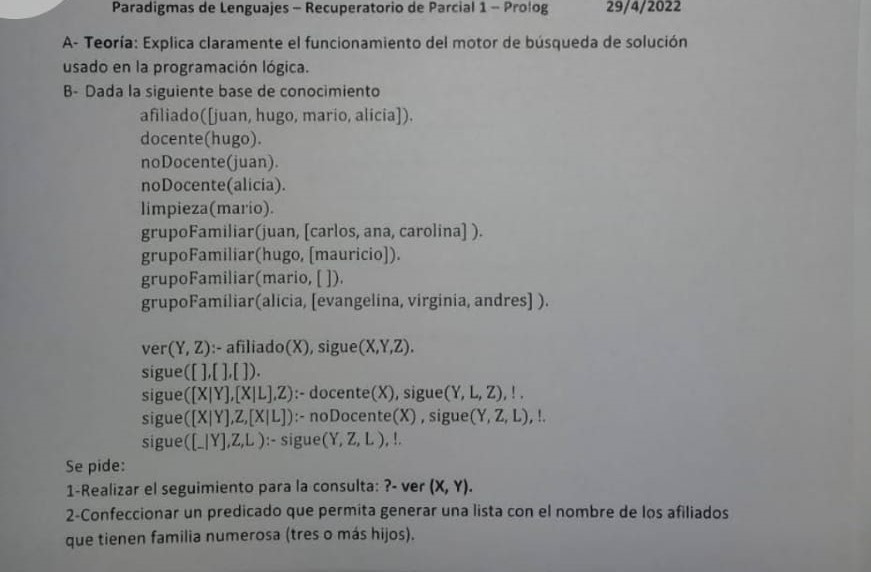 Paradigmas de Lenguajes – Recuperatorio de Parcial 1 – Prolog 29/4/2022
A- Teoría: Explica claramente el funcionamiento del motor de búsqueda de solución
usado en la programación lógica.
B- Dada la siguiente base de conocimiento
afiliado([juan, hugo, mario, alicia]).
docente(hugo).
noDocente(juan).
noDocente(alicia).
limpieza(mario).
grupoFamiliar(juan, [carlos, ana, carolina] ).
grupoFamiliar(hugo, [mauricio]).
grupoFamiliar(mario, [ ]).
grupoFamiliar(alicia, [evangelina, virginia, andres] ).
ver(Y, Z):- afiliado(X), sigue(X,Y,Z).
sigue([ ],[ ],[ ]).
sigue([X|Y],[X|L],Z):- docente(X), sigue(Y, L, Z), ! .
sigue([X|Y],Z,[X|L]):- noDocente(X) , sigue(Y, Z, L), !.
sigue([_|Y],Z,L ):- sigue(Y, Z, L ), !.
Se pide:
1-Realizar el seguimiento para la consulta: ?- ver (X, Y).
2-Confeccionar un predicado que permita generar una lista con el nombre de los afiliados
que tienen familia numerosa (tres o más hijos).